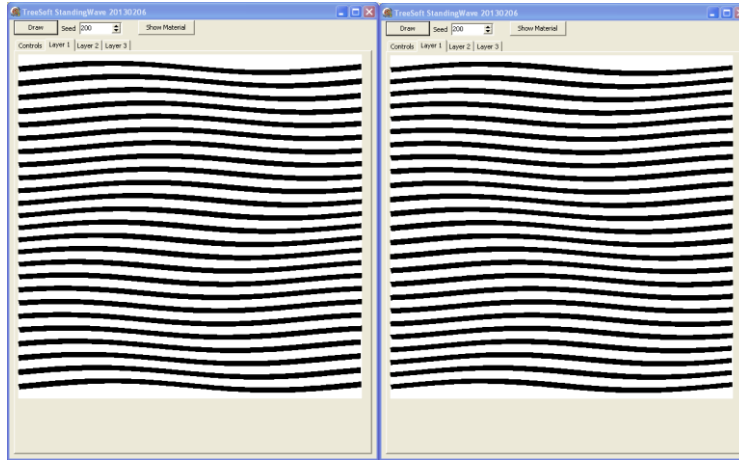 TreeSoft StandingWave 20130206
Draw Seed 200 Show Material
Controls Layer 1 Layer 2 Layer 3
TreeSoft StandingWave 20130206
Draw Seed 200 Show Material
Controls Layer 1 Layer 2 Layer 3